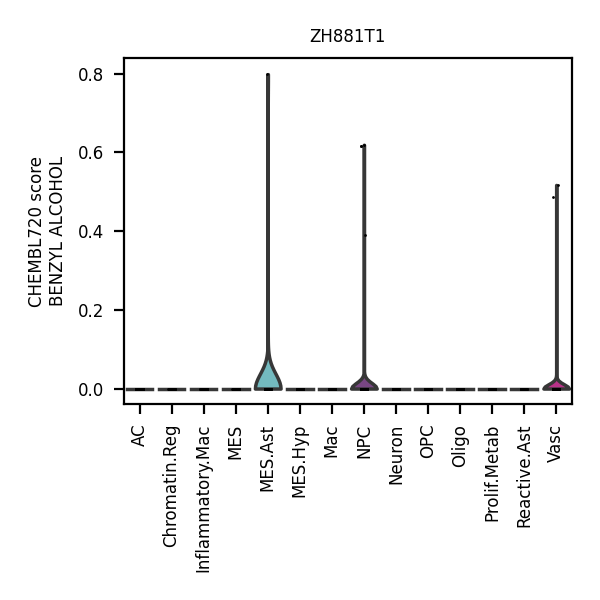 ZH881T1
CHEMBL720 score
BENZYL ALCOHOL
0.8
0.6
0.4
0.2
0.0
AC
Chromatin.Reg
Inflammatory.Mac
MES
MES.Ast
MES.Hyp
Mac
NPC
Neuron
OPC
Oligo
Prolif.Metab
Reactive.Ast
Vasc